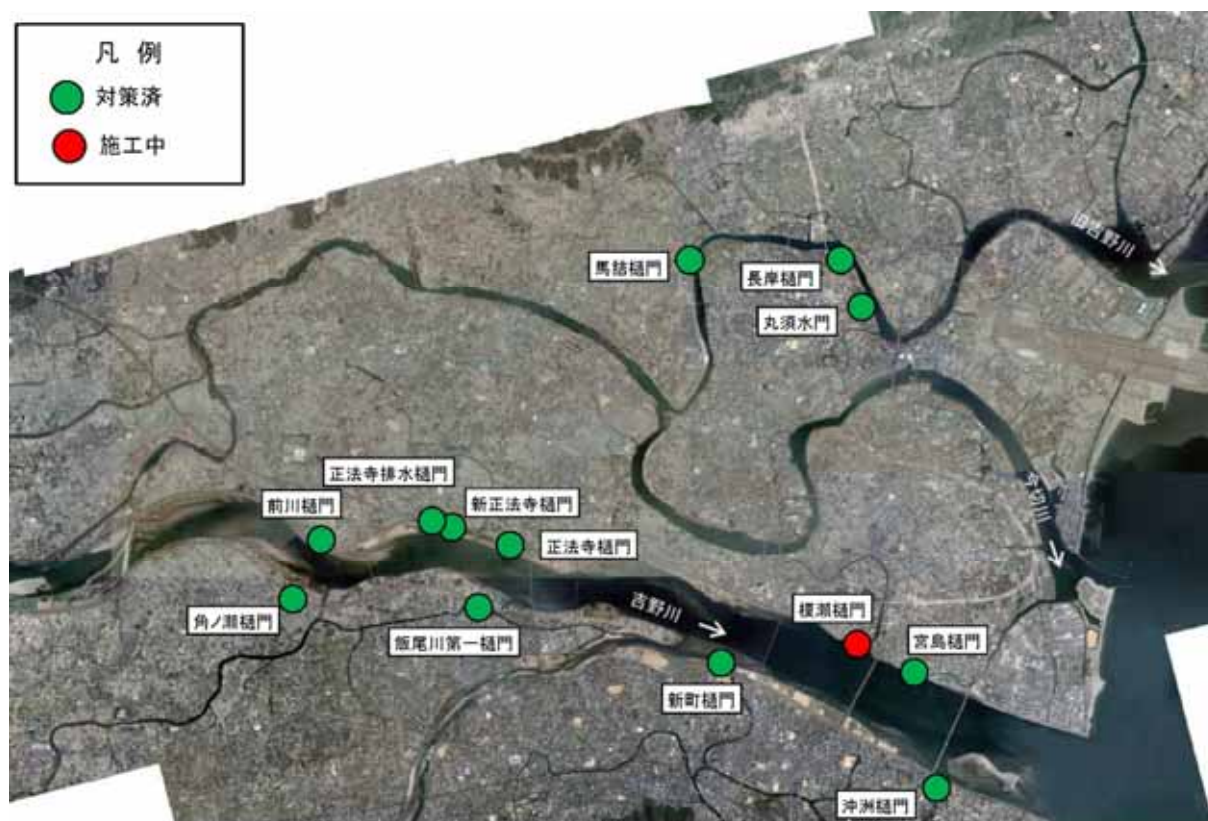 凡 例
対策済
施工中
旧吉野川
馬詰樋門
長岸樋門
丸須水門
今切川
正法寺排水樋門
前川樋門
新正法寺樋門
正法寺樋門
吉野川
榎瀬樋門
角ノ瀬樋門
飯尾川第一樋門
宮島樋門
新町樋門
沖洲樋門